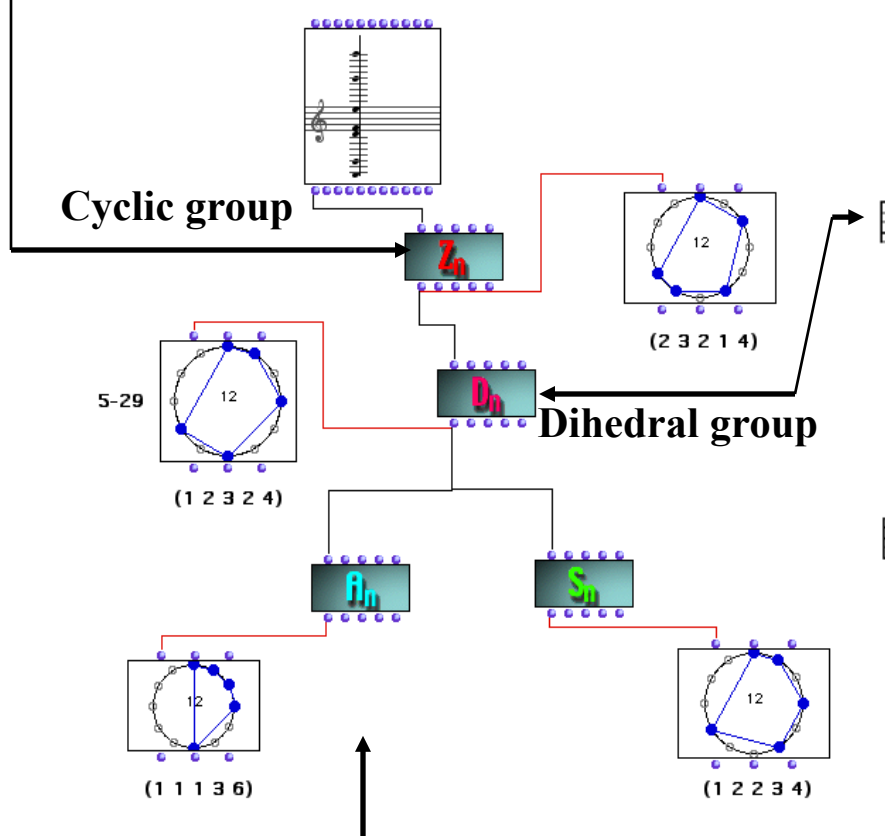 Cyclic group
Zn
12
(2 3 2 1 4)
5-29
12
Dn
Dihedral group
(1 2 3 2 4)
An
Sn
12
12
(1 1 1 3 6)
(1 2 2 3 4)